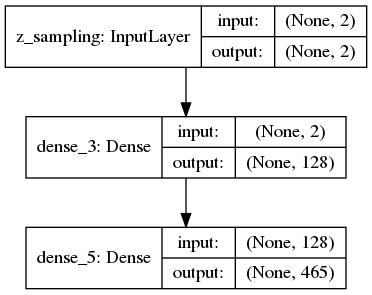 z_sampling: InputLayer
input: (None, 2)
output: (None, 2)
dense_3: Dense
input: (None, 2)
output: (None, 128)
dense_5: Dense
input: (None, 128)
output: (None, 465)